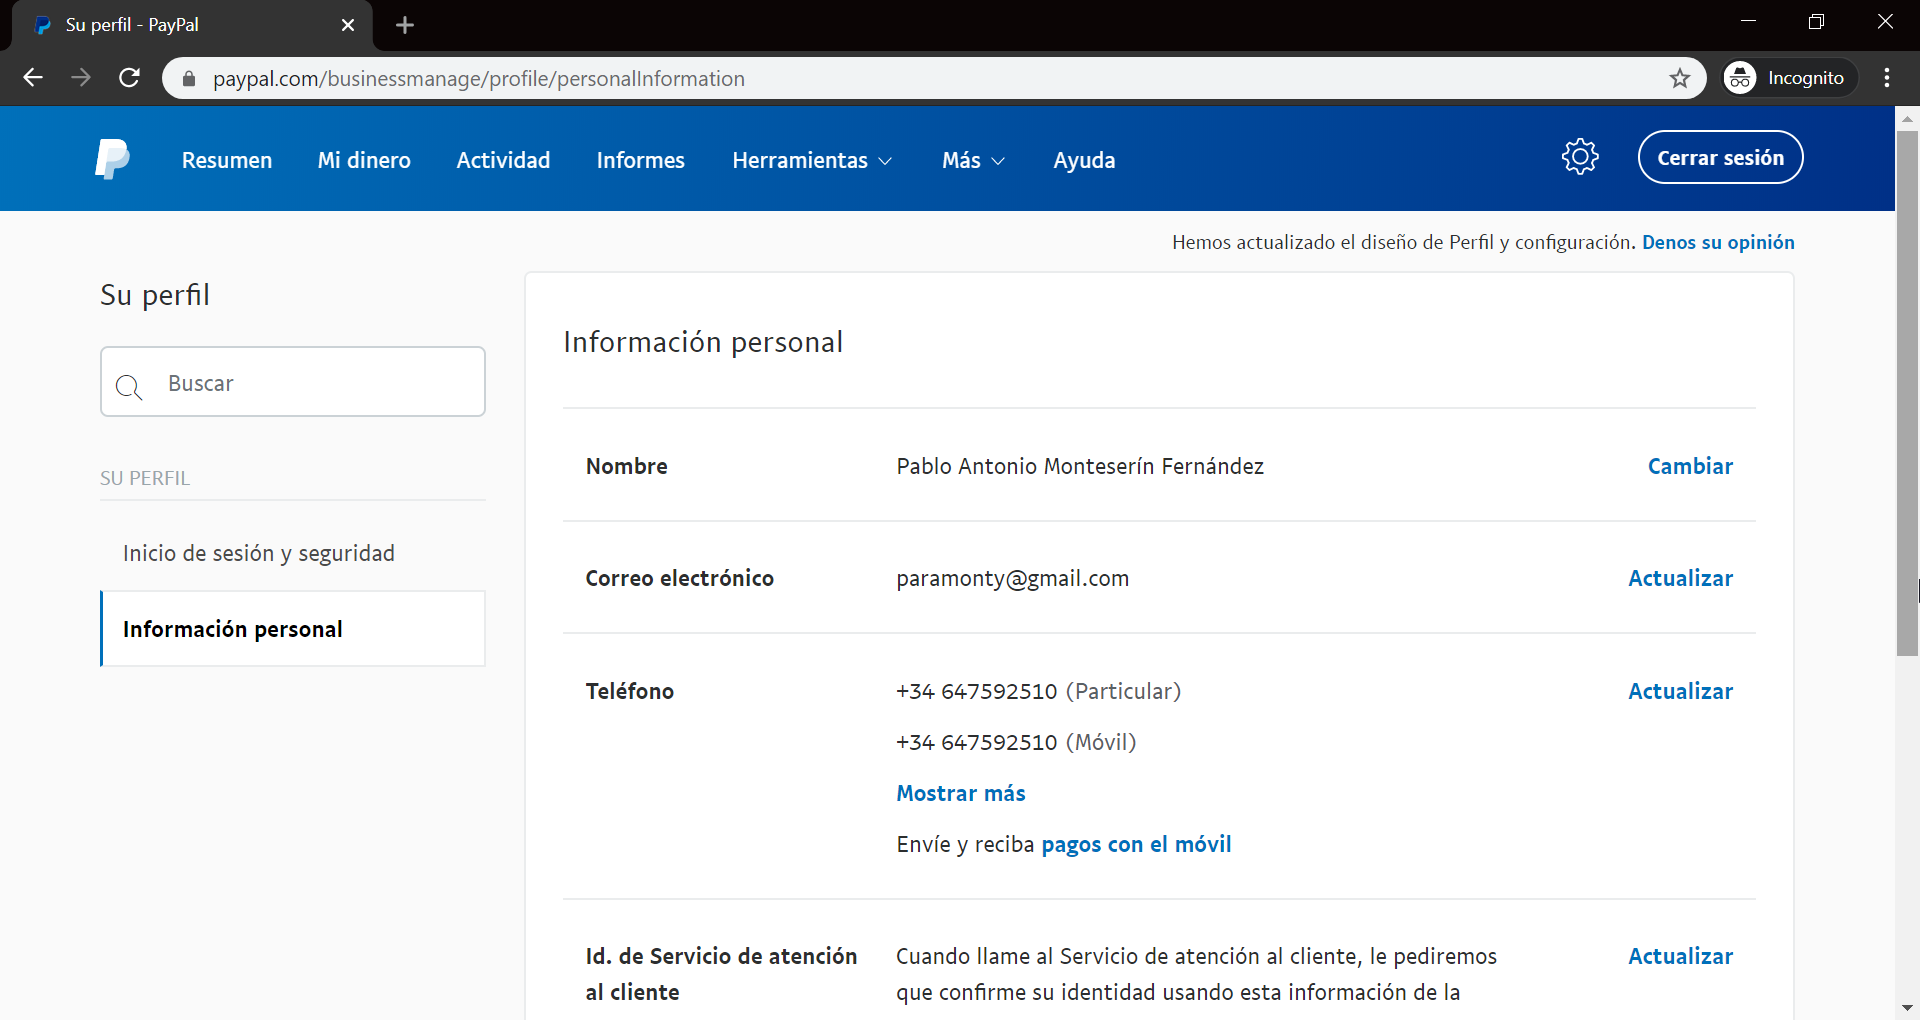 Su perfil - PayPal
paypal.com/businessmanage/profile/personalInformation
Incognito
Resumen
Mi dinero
Actividad
Informes
Herramientas
Más
Ayuda
Cerrar sesión
Hemos actualizado el diseño de Perfil y configuración. Denos su opinión
Su perfil
Buscar
SU PERFIL
Inicio de sesión y seguridad
Información personal
Información personal
Nombre
Pablo Antonio Monteserín Fernández
Cambiar
Correo electrónico
paramonty@gmail.com
Actualizar
Teléfono
+34 647592510 (Particular)
Actualizar
+34 647592510 (Móvil)
Mostrar más
Envíe y reciba pagos con el móvil
Id. de Servicio de atención
al cliente
Cuando llame al Servicio de atención al cliente, le pediremos
que confirme su identidad usando esta información de la
Actualizar